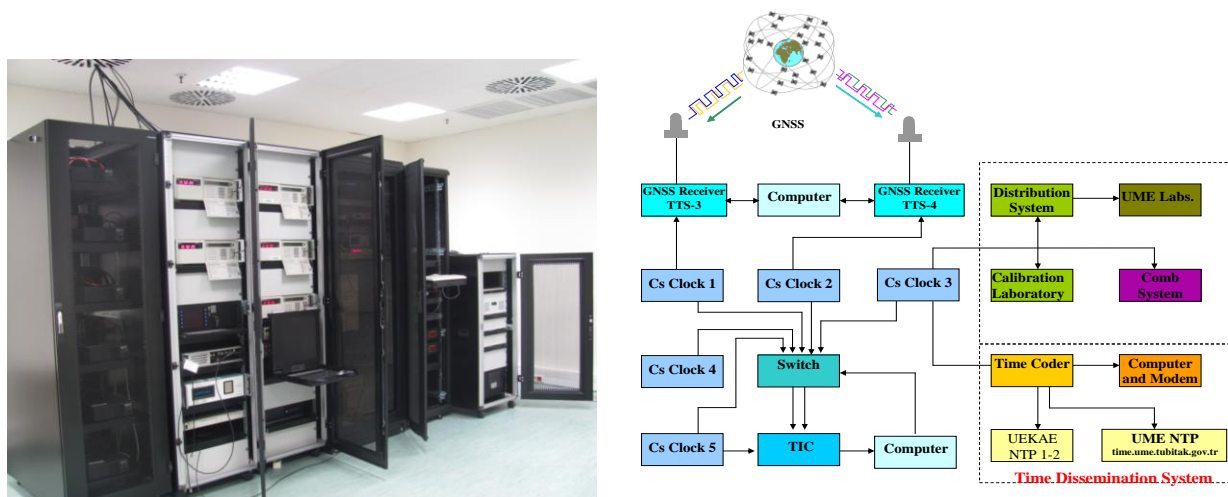 GNSS
GNSS Receiver
TTS-3
Computer
GNSS Receiver
TTS-4
Distribution
System
UME Labs.
Cs Clock 1
Cs Clock 2
Cs Clock 3
Calibration
Laboratory
Comb
System
Cs Clock 4
Switch
Time Coder
Computer
and Modem
Cs Clock 5
TIC
Computer
UEKAE
NTP 1-2
UME NTP
time.ume.tubitak.gov.tr
Time Dissemination System